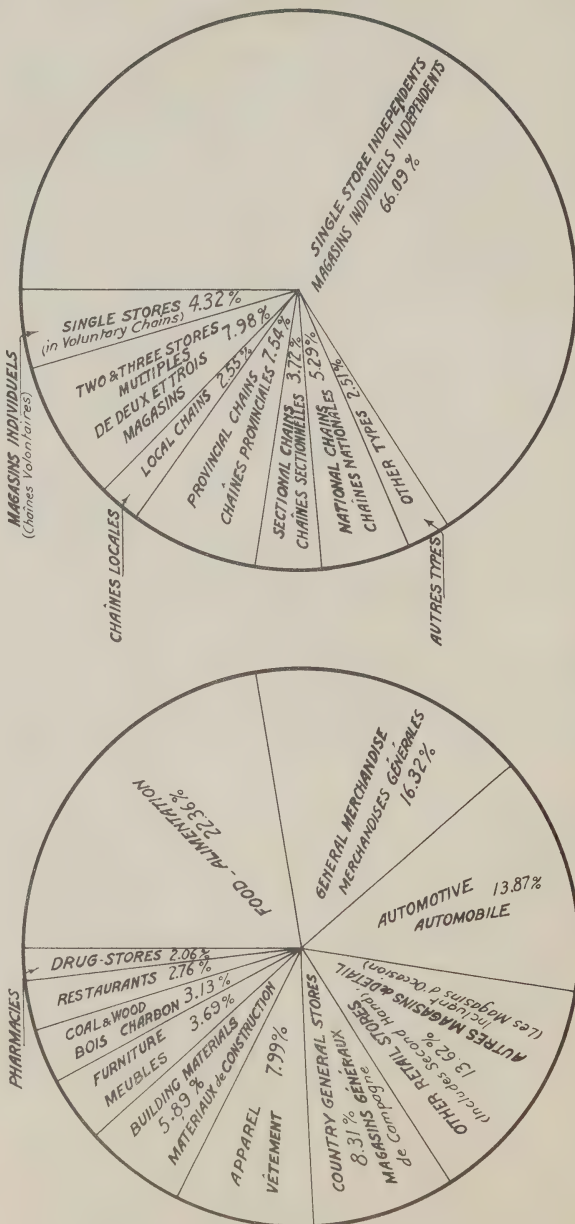 MAGASINS INDIVIDUELS
(Chaînes Volontaires)
SINGLE STORES 4.32%
(in Voluntary Chains)
TWO & THREE STORES 7.98%
MULTIPLES
DE DEUX ET TROIS
MAGASINS
CHAÎNES LOCALES
LOCAL CHAINS 2.55%
PROVINCIAL CHAINS 7.54%
CHAÎNES PROVINCIALES
SECTIONAL CHAINS 3.72%
CHAÎNES SECTIONNELLES
NATIONAL CHAINS 5.29%
CHAÎNES NATIONALES
OTHER TYPES 2.51%
AUTRES TYPES
SINGLE STORE INDEPENDENTS
MAGASINS INDIVIDUELS INDÉPENDENTS
66.09%
PHARMACIES
DRUG-STORES 2.06%
RESTAURANTS 2.76%
COAL & WOOD 3.13%
BOIS CHARBON
FURNITURE 3.69%
MEUBLES
BUILDING MATERIALS
5.89%
MATERIAUX de CONSTRUCTION
APPAREL 7.99%
VÊTEMENT
COUNTRY GENERAL STORES
8.31%
MAGASINS GÉNÉRAUX
de Campagne
OTHER RETAIL STORES
(Includes Second Hand)
13.62%
AUTRES MAGASINS de DÉTAIL
Incluent
(Les Magasins d'Occasion)
AUTOMOTIVE 13.87%
AUTOMOBILE
GENERAL MERCHANDISE
MERCHANDISES GÉNÉRALES
16.32%
FOOD - ALIMENTATION
22.36%